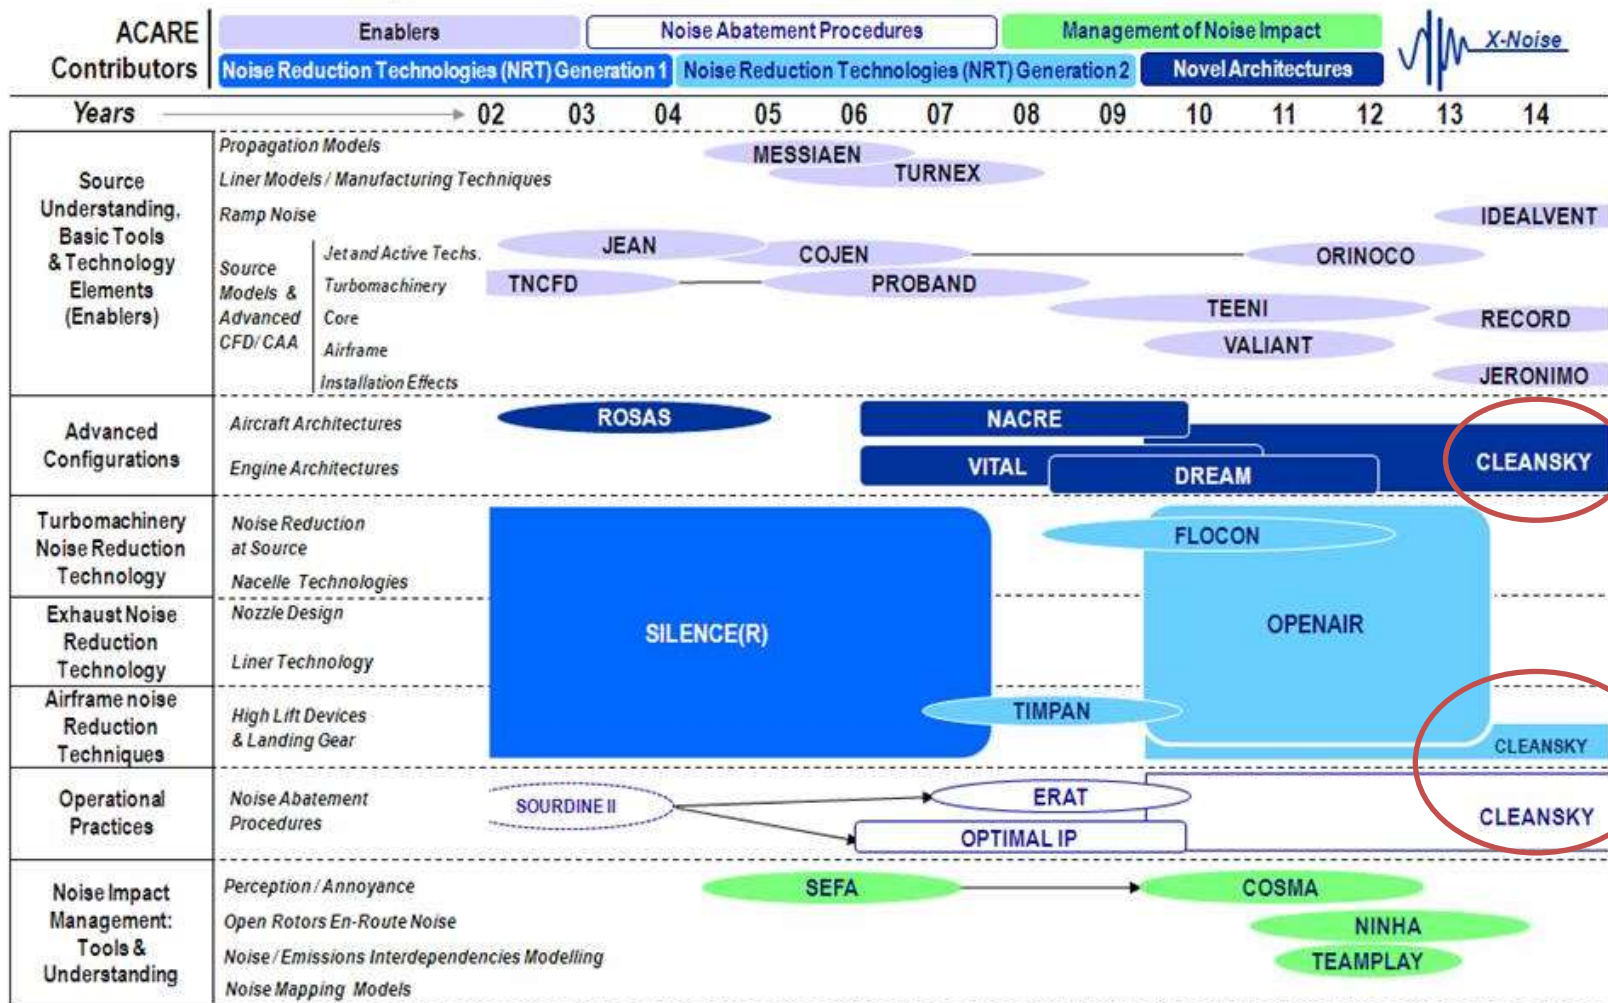 ACARE
Contributors
Enablers
Noise Abatement Procedures
Management of Noise Impact
Noise Reduction Technologies (NRT) Generation 1
Noise Reduction Technologies (NRT) Generation 2
Novel Architectures
X-Noise
Years
02 03 04 05 06 07 08 09 10 11 12 13 14
Source
Understanding,
Basic Tools
& Technology
Elements
(Enablers)
Propagation Models
Liner Models / Manufacturing Techniques
Ramp Noise
Source
Models &
Advanced
CFD/CAA
Jet and Active Techs.
Turbomachinery
Core
Airframe
Installation Effects
MESSIAEN
TURNEX
IDEALVENT
JEAN
COJEN
ORINOCO
TNCFD
PROBAND
TEENI
RECORD
VALIANT
JERONIMO
Advanced
Configurations
Aircraft Architectures
Engine Architectures
ROSAS
NACRE
VITAL
DREAM
CLEANSKY
Turbomachinery
Noise Reduction
Technology
Noise Reduction
at Source
Nacelle Technologies
FLOCON
Exhaust Noise
Reduction
Technology
Nozzle Design
Liner Technology
SILENCE(R)
OPENAIR
Airframe noise
Reduction
Techniques
High Lift Devices
& Landing Gear
TIMPAN
CLEANSKY
Operational
Practices
Noise Abatement
Procedures
SOURDINE II
ERAT
OPTIMAL IP
CLEANSKY
Noise Impact
Management:
Tools &
Understanding
Perception / Annoyance
Open Rotors En-Route Noise
Noise / Emissions Interdependencies Modelling
Noise Mapping Models
SEFA
COSMA
NINHA
TEAMPLAY